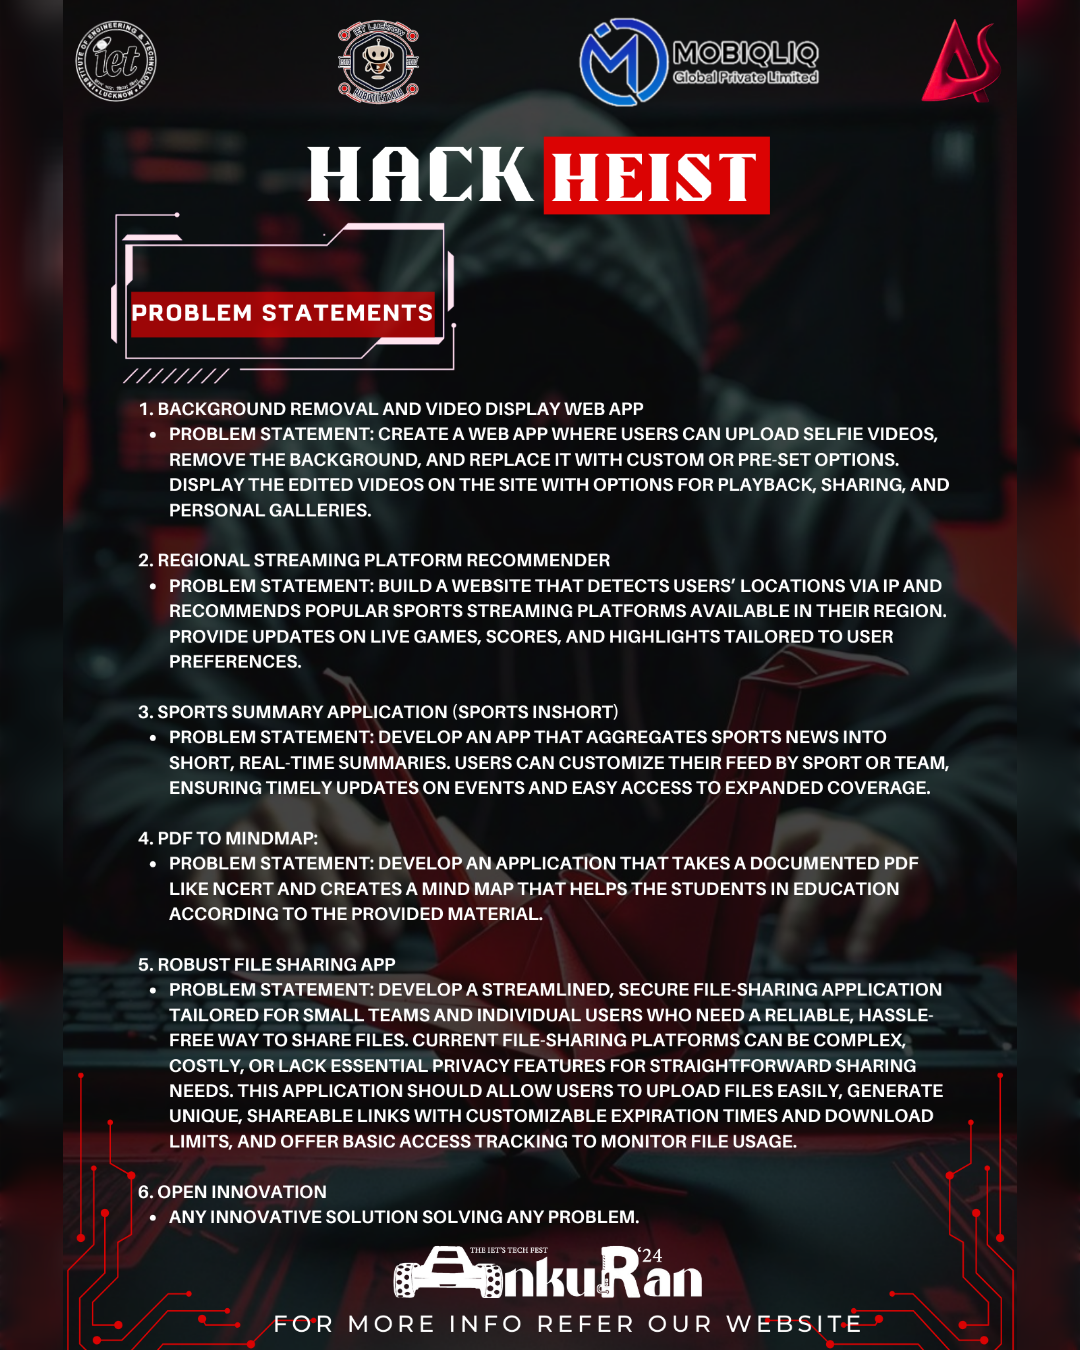 INSTITUTE OF ENGINEERING & TECHNOLOGY
iet
LUCKNOW
IET LUCKNOW
ROBOTICS CLUB
MOBIQLIQ
Global Private Limited
AS
HACK HEIST
PROBLEM STATEMENTS
1. BACKGROUND REMOVAL AND VIDEO DISPLAY WEB APP
• PROBLEM STATEMENT: CREATE A WEB APP WHERE USERS CAN UPLOAD SELFIE VIDEOS,
REMOVE THE BACKGROUND, AND REPLACE IT WITH CUSTOM OR PRE-SET OPTIONS.
DISPLAY THE EDITED VIDEOS ON THE SITE WITH OPTIONS FOR PLAYBACK, SHARING, AND
PERSONAL GALLERIES.
2. REGIONAL STREAMING PLATFORM RECOMMENDER
• PROBLEM STATEMENT: BUILD A WEBSITE THAT DETECTS USERS’ LOCATIONS VIA IP AND
RECOMMENDS POPULAR SPORTS STREAMING PLATFORMS AVAILABLE IN THEIR REGION.
PROVIDE UPDATES ON LIVE GAMES, SCORES, AND HIGHLIGHTS TAILORED TO USER
PREFERENCES.
3. SPORTS SUMMARY APPLICATION (SPORTS INSHORT)
• PROBLEM STATEMENT: DEVELOP AN APP THAT AGGREGATES SPORTS NEWS INTO
SHORT, REAL-TIME SUMMARIES. USERS CAN CUSTOMIZE THEIR FEED BY SPORT OR TEAM,
ENSURING TIMELY UPDATES ON EVENTS AND EASY ACCESS TO EXPANDED COVERAGE.
4. PDF TO MINDMAP:
• PROBLEM STATEMENT: DEVELOP AN APPLICATION THAT TAKES A DOCUMENTED PDF
LIKE NCERT AND CREATES A MIND MAP THAT HELPS THE STUDENTS IN EDUCATION
ACCORDING TO THE PROVIDED MATERIAL.
5. ROBUST FILE SHARING APP
• PROBLEM STATEMENT: DEVELOP A STREAMLINED, SECURE FILE-SHARING APPLICATION
TAILORED FOR SMALL TEAMS AND INDIVIDUAL USERS WHO NEED A RELIABLE, HASSLE-
FREE WAY TO SHARE FILES. CURRENT FILE-SHARING PLATFORMS CAN BE COMPLEX,
COSTLY, OR LACK ESSENTIAL PRIVACY FEATURES FOR STRAIGHTFORWARD SHARING
NEEDS. THIS APPLICATION SHOULD ALLOW USERS TO UPLOAD FILES EASILY, GENERATE
UNIQUE, SHAREABLE LINKS WITH CUSTOMIZABLE EXPIRATION TIMES AND DOWNLOAD
LIMITS, AND OFFER BASIC ACCESS TRACKING TO MONITOR FILE USAGE.
6. OPEN INNOVATION
• ANY INNOVATIVE SOLUTION SOLVING ANY PROBLEM.
THE IET'S TECH FEST
AnkuRan ‘24
FOR MORE INFO REFER OUR WEBSITE